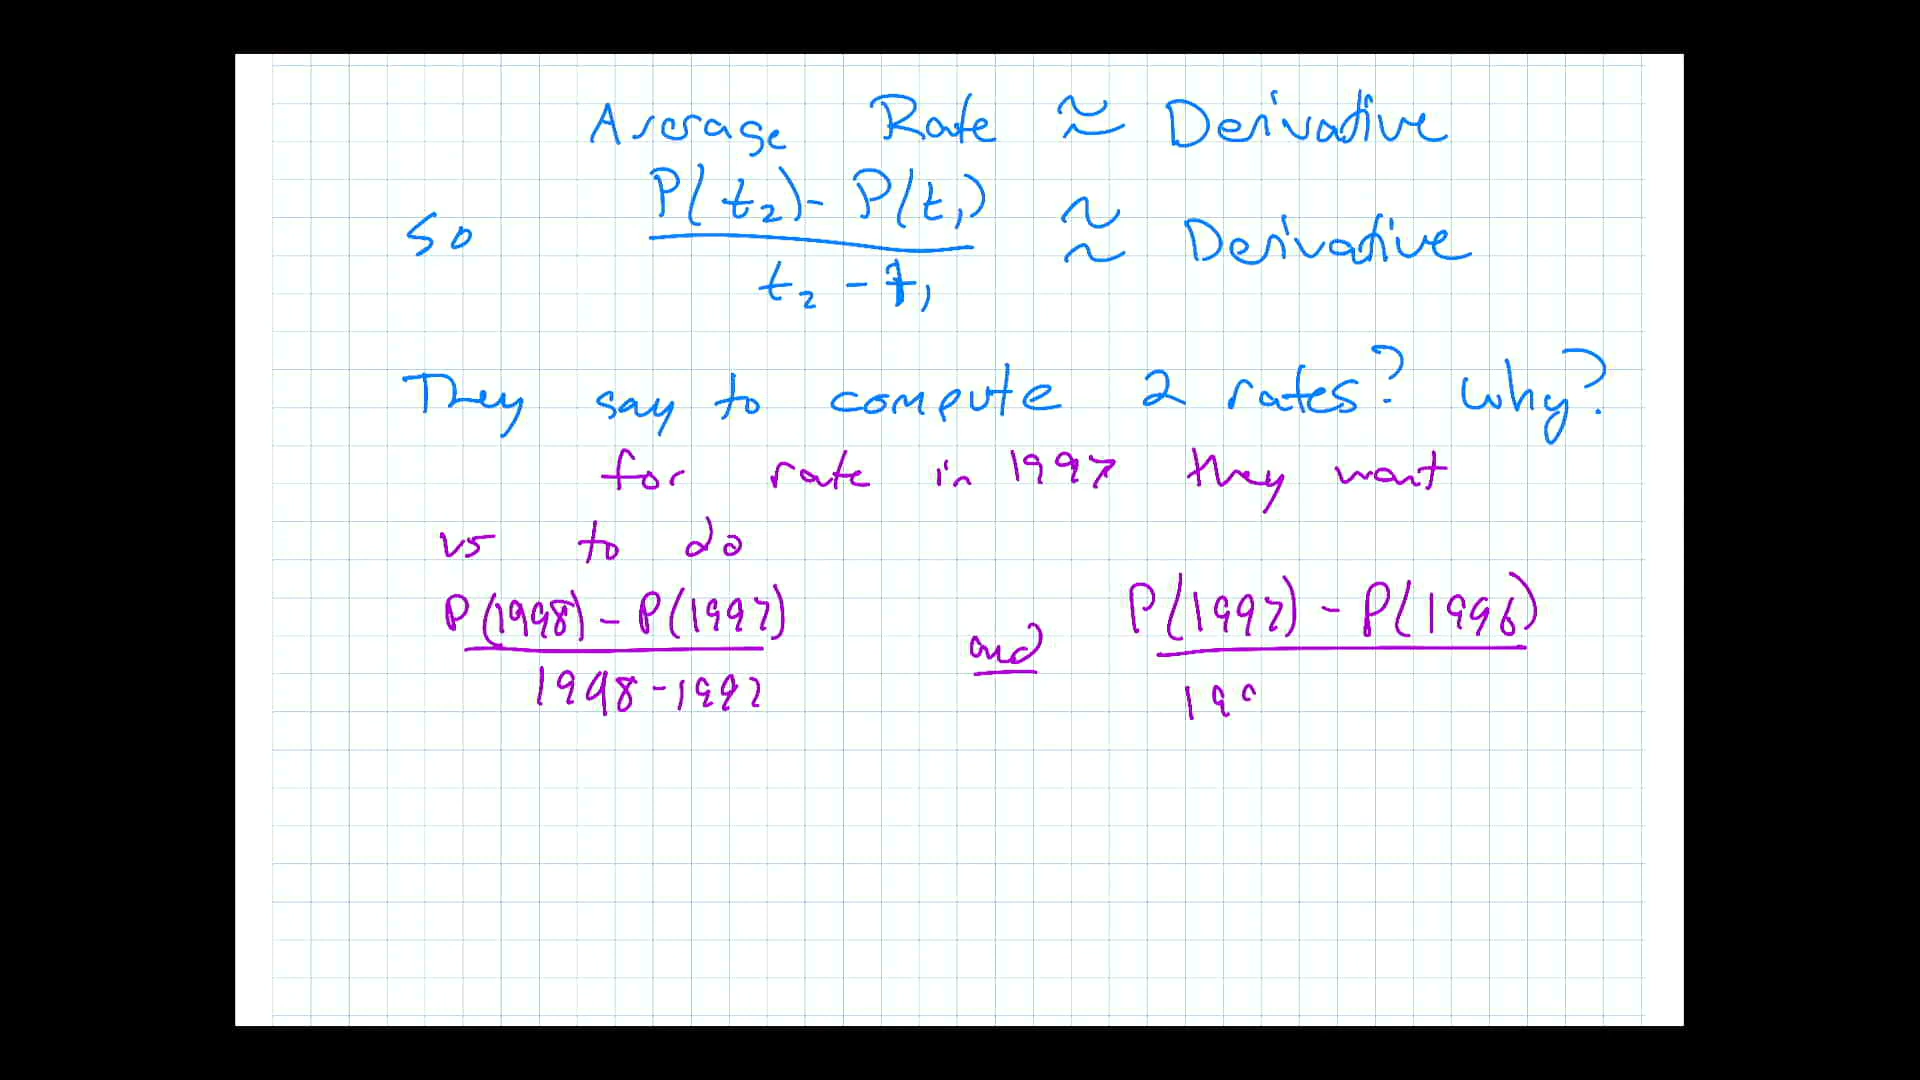 Average Rate ≈ Derivative
so P(t₂) - P(t₁) / t₂ - t₁ ≈ Derivative
They say to compute 2 rates? Why?
for rate in 1997 they want
us to do
P(1998) - P(1997) / 1998 - 1997 and P(1997) - P(1996) / 199